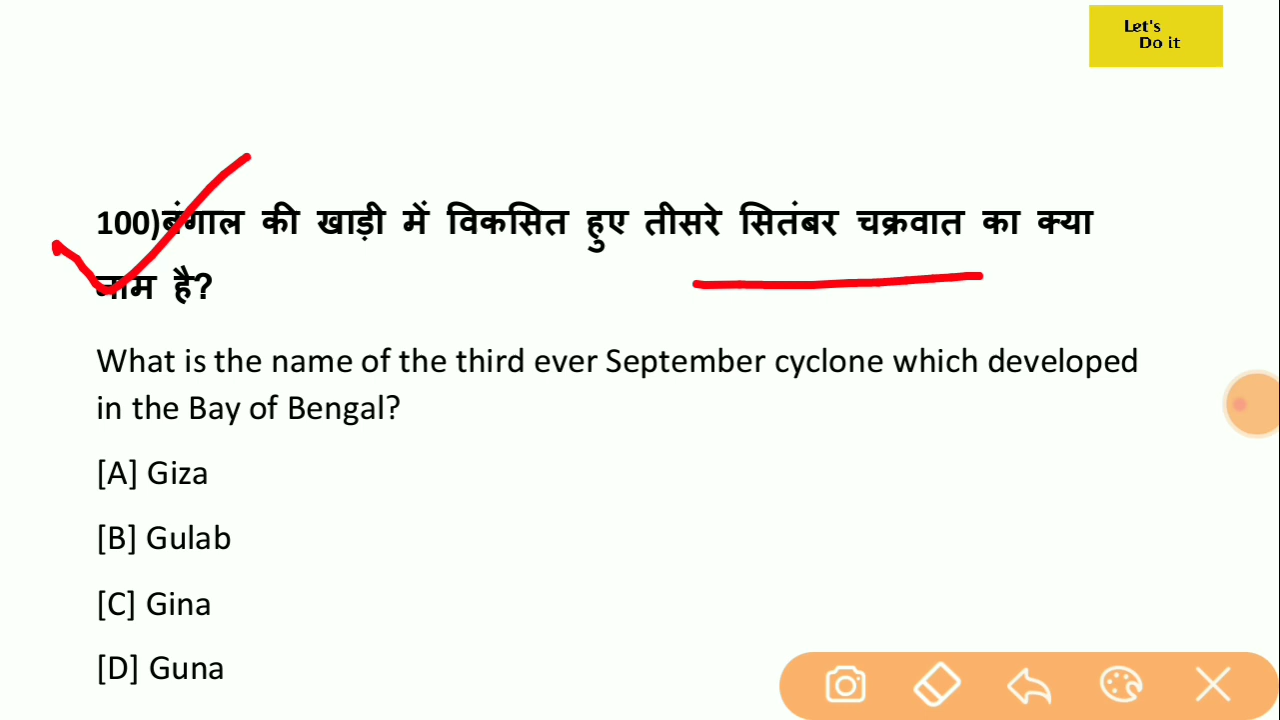 Let's
Do it
100)बंगाल की खाड़ी में विकसित हुए तीसरे सितंबर चक्रवात का क्या
नाम है?
What is the name of the third ever September cyclone which developed
in the Bay of Bengal?
[A] Giza
[B] Gulab
[C] Gina
[D] Guna